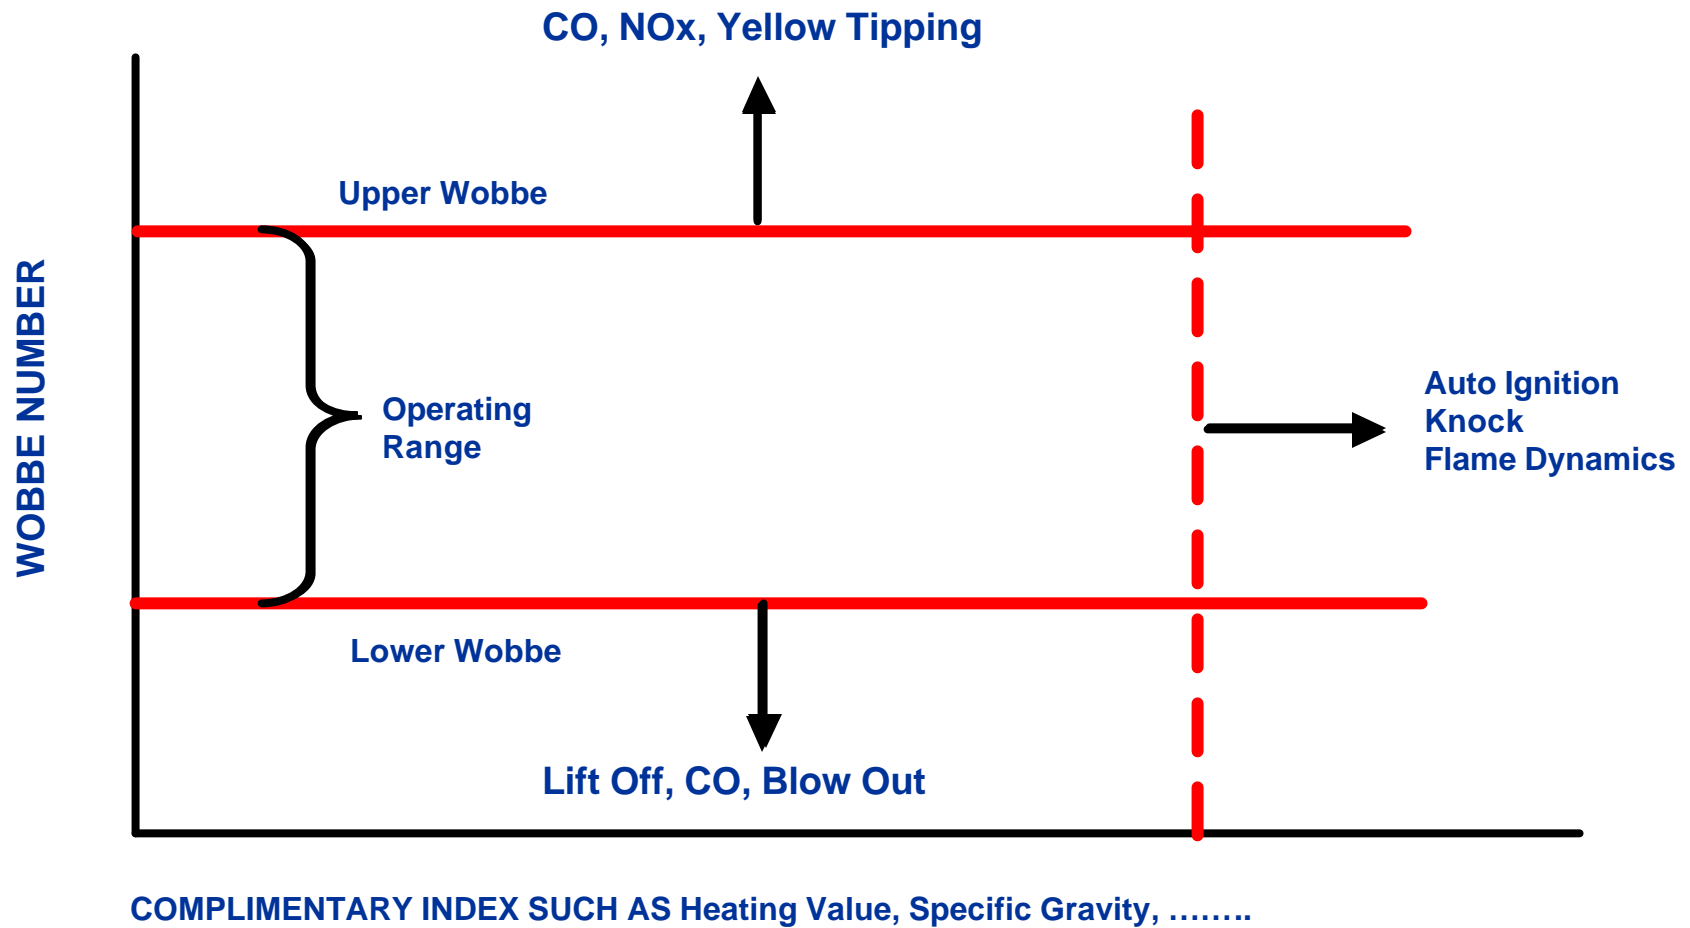 CO, NOx, Yellow Tipping
Upper Wobbe
WOBBE NUMBER
Operating
Range
Auto Ignition
Knock
Flame Dynamics
Lower Wobbe
Lift Off, CO, Blow Out
COMPLIMENTARY INDEX SUCH AS Heating Value, Specific Gravity, ……..